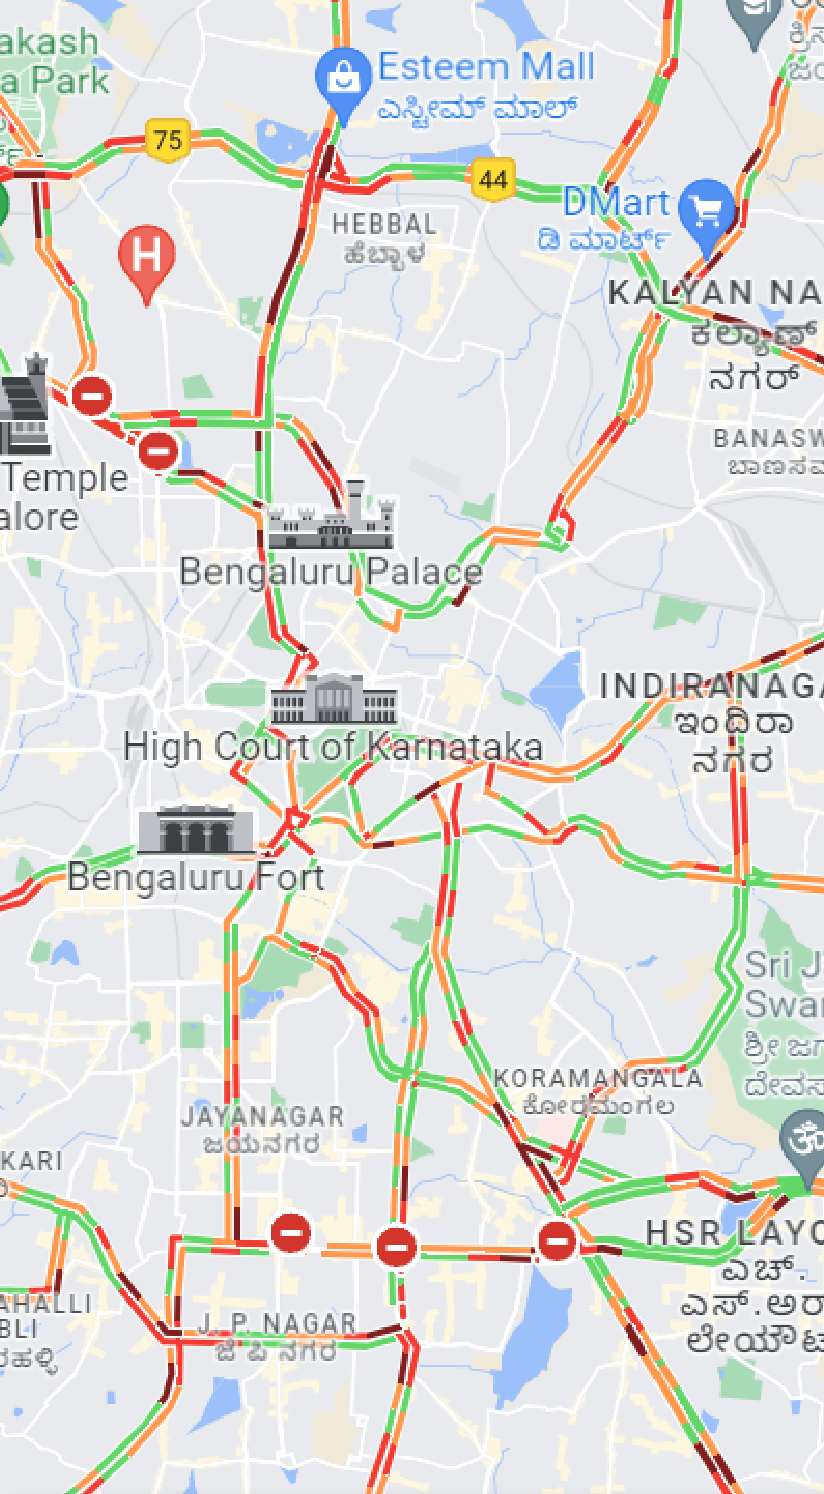 akash
a Park
Esteem Mall
ಎಸ್ಟೀಮ್ ಮಾಲ್
75
44
HEBBAL
ಹೆಬ್ಬಾಳ
DMart
ಡಿ ಮಾರ್ಟ್
H
KALYAN NA
ಕಲ್ಯಾಣ್
ನಗರ್
BANASW
ಬಾಣಸವಾ
Temple
alore
Bengaluru Palace
INDIRANAGA
ಇಂದಿರಾ
ನಗರ
High Court of Karnataka
Bengaluru Fort
Sri J
Swa
ಶ್ರೀ ಜಗ
ದೇವಸ
KORAMANGALA
ಕೋರಮಂಗಲ
JAYANAGAR
ಜಯನಗರ
KARI
HSR LAYO
ಎಚ್.
ಎಸ್.ಆರ್
ಲೇಯೌಟ
AHALLI
BLI
ರಹಳ್ಳಿ
J. P. NAGAR
ಜೆ ಪಿ ನಗರ